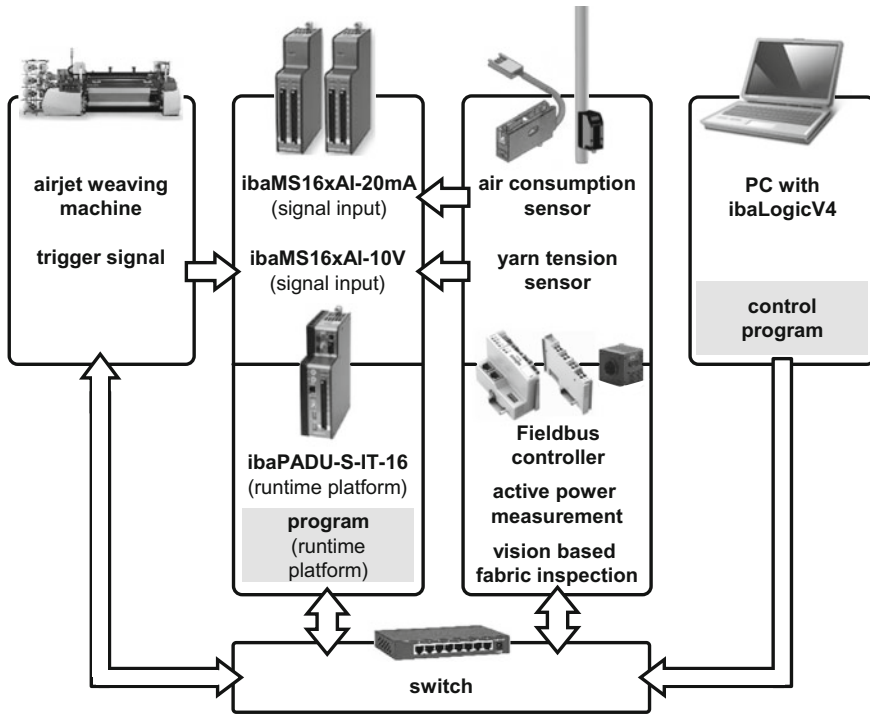 airjet weaving
machine
trigger signal
ibaMS16xAI-20mA
(signal input)
ibaMS16xAI-10V
(signal input)
ibaPADU-S-IT-16
(runtime platform)
program
(runtime
platform)
air consumption
sensor
yarn tension
sensor
Fieldbus
controller
active power
measurement
vision based
fabric inspection
PC with
ibaLogicV4
control
program
switch